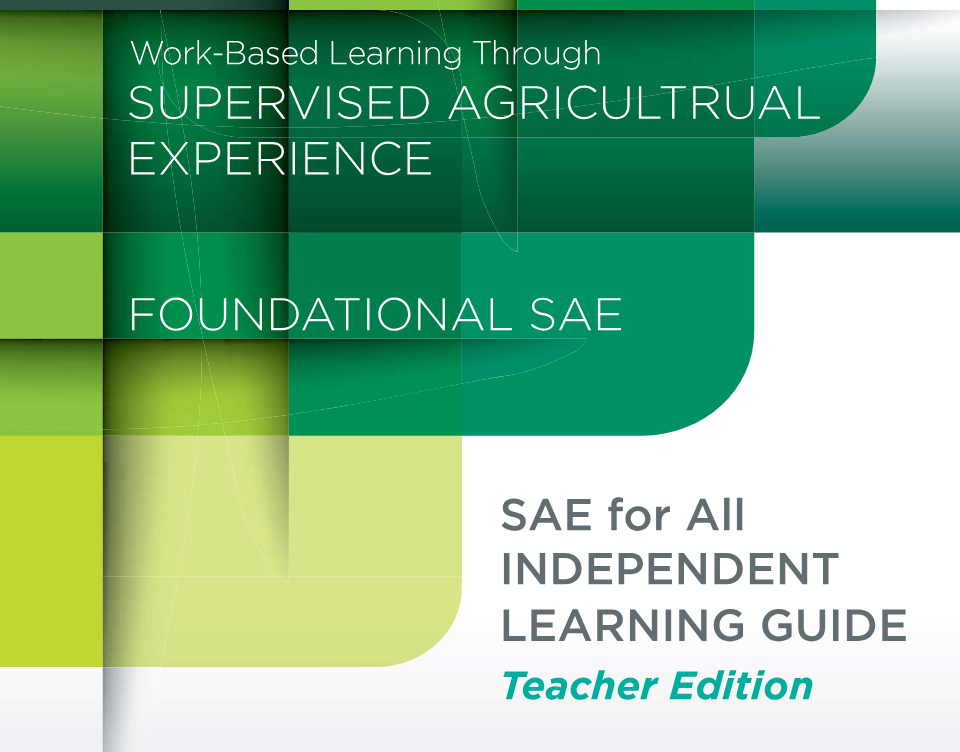 Work-Based Learning Through
SUPERVISED AGRICULTRUAL
EXPERIENCE
FOUNDATIONAL SAE
SAE for All
INDEPENDENT
LEARNING GUIDE
Teacher Edition